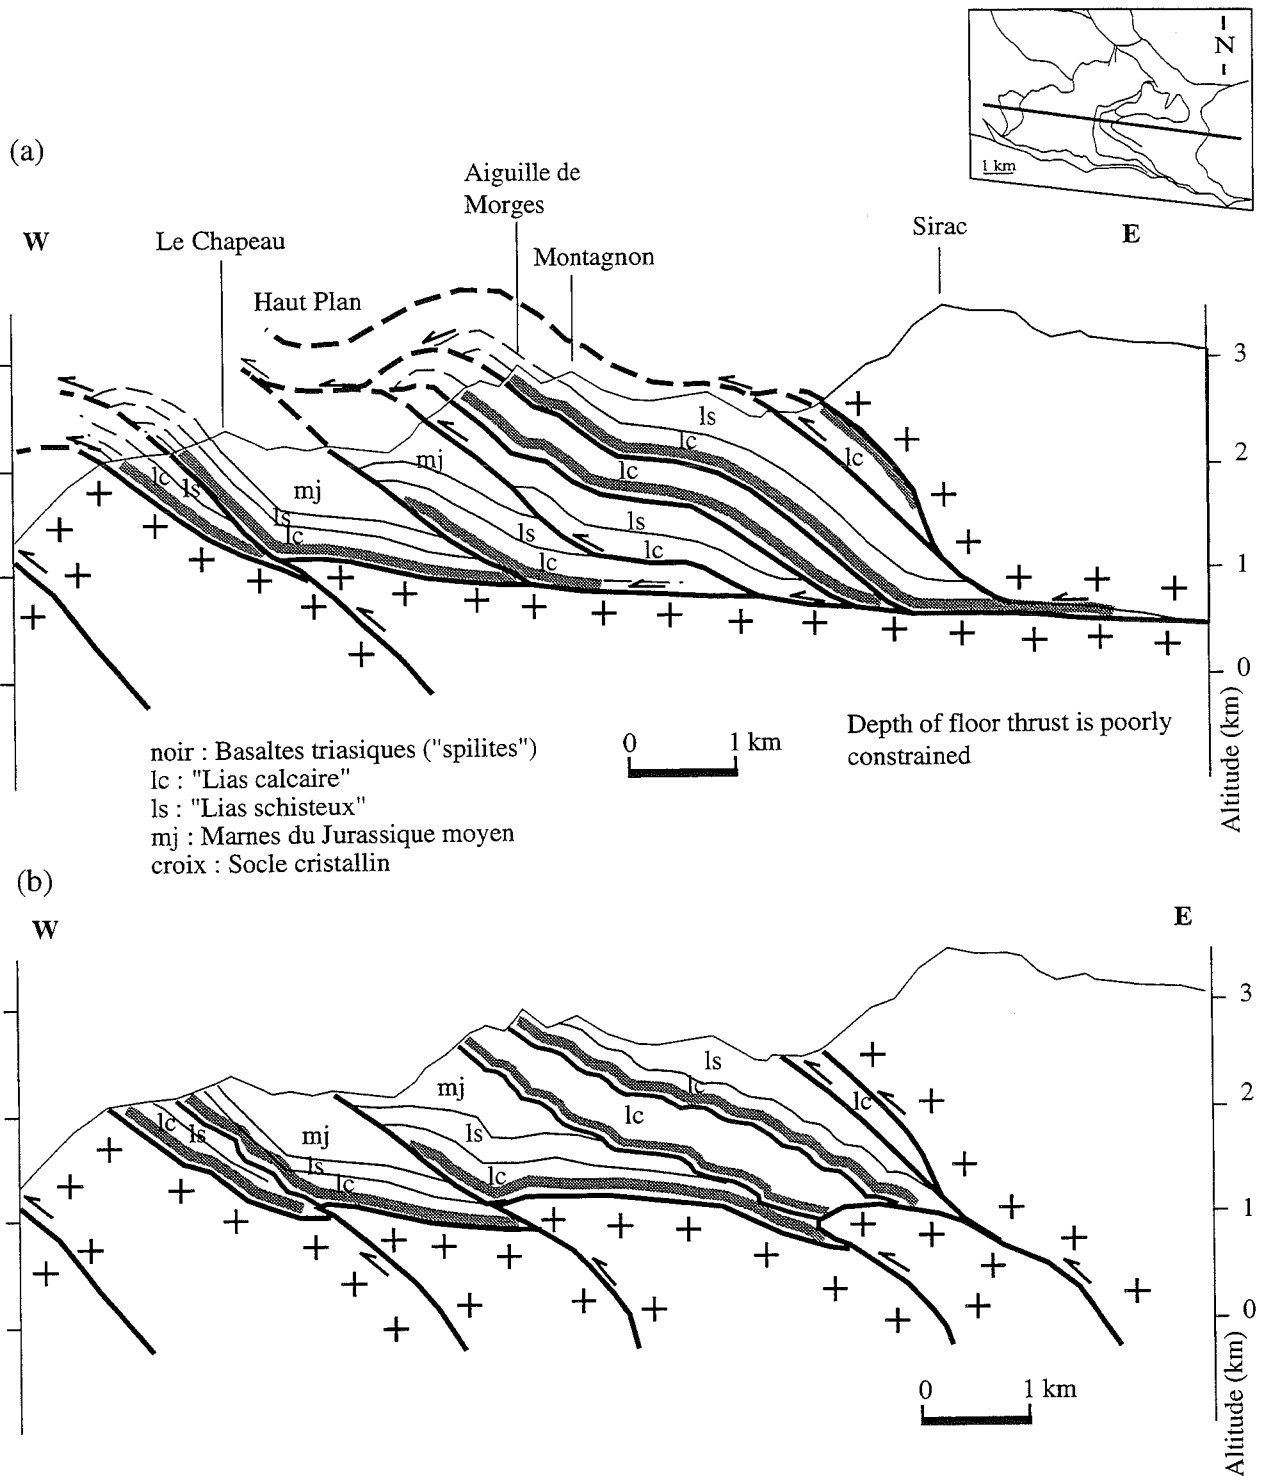 N
1 km
(a)
Aiguille de
Morges
W
Le Chapeau
Montagnon
Sirac
E
Haut Plan
3
ls
lc
lc
2
mj
lc
lc
ls
mj
ls
ls
ls
lc
lc
lc
1
0
Altitude (km)
noir : Basaltes triasiques ("spilites")
lc : "Lias calcaire"
ls : "Lias schisteux"
mj : Marnes du Jurassique moyen
croix : Socle cristallin
0 1 km
Depth of floor thrust is poorly
constrained
(b)
W
E
3
ls
mj
lc
lc
2
lc
lc
ls
mj
ls
ls
lc
lc
1
0
Altitude (km)
0 1 km